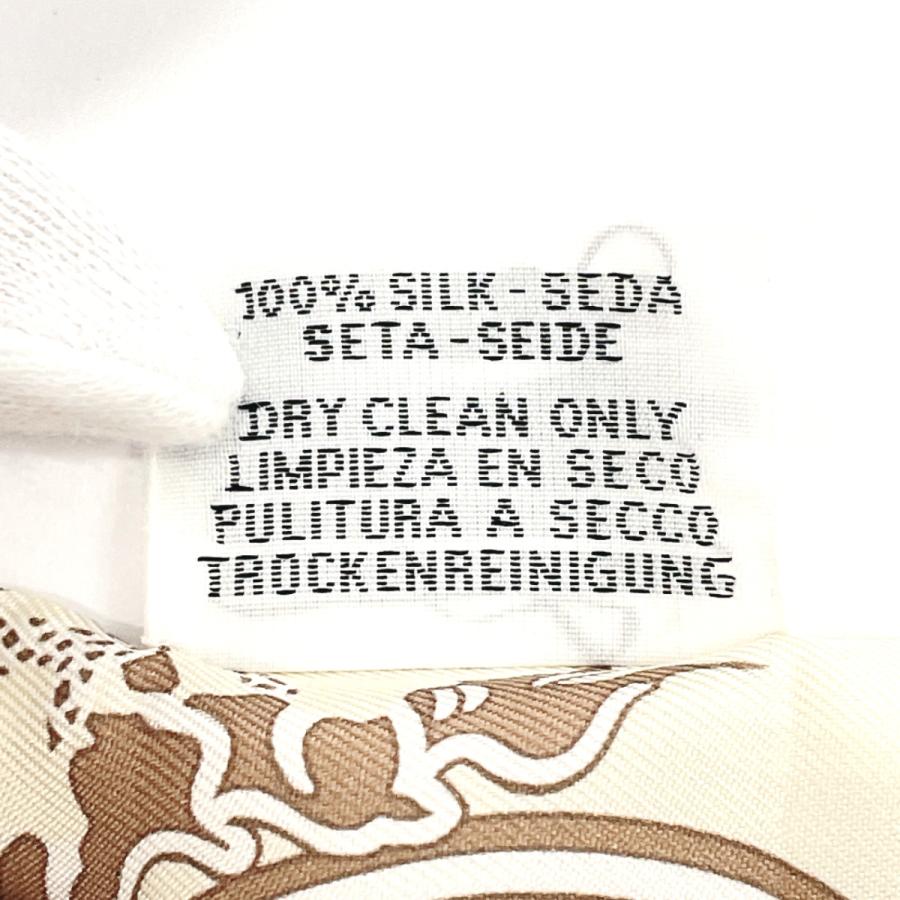 100% SILK - SEDA
SETA - SEIDE
DRY CLEAN ONLY
LIMPIEZA EN SECO
PULITURA A SECCO
TROCKENREINIGUNG